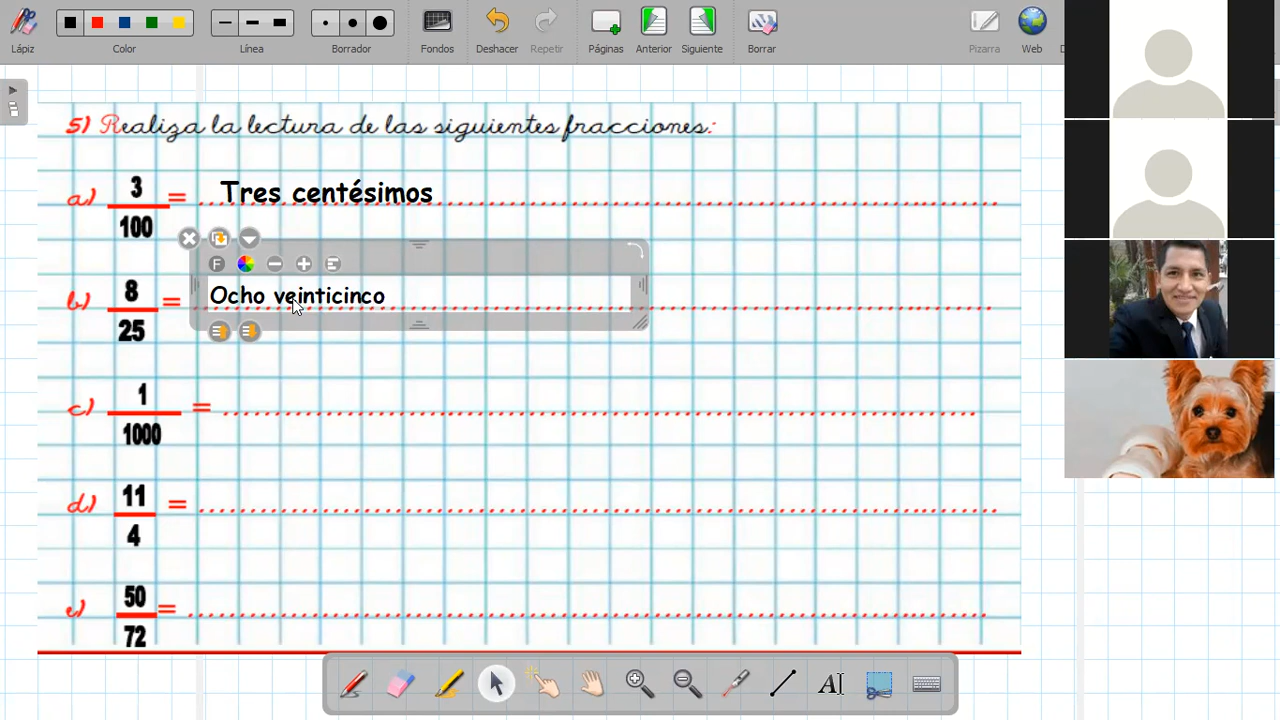 Lápiz
Color
Línea
Borrador
Fondos
Deshacer
Repetir
Páginas
Anterior
Siguiente
Borrar
Pizarra
Web
5) Realiza la lectura de las siguientes fracciones:
a) 3/100 = Tres centésimos
F
b) 8/25 = Ocho veinticinco
c) 1/1000 =
d) 11/4 =
e) 50/72 =
AI